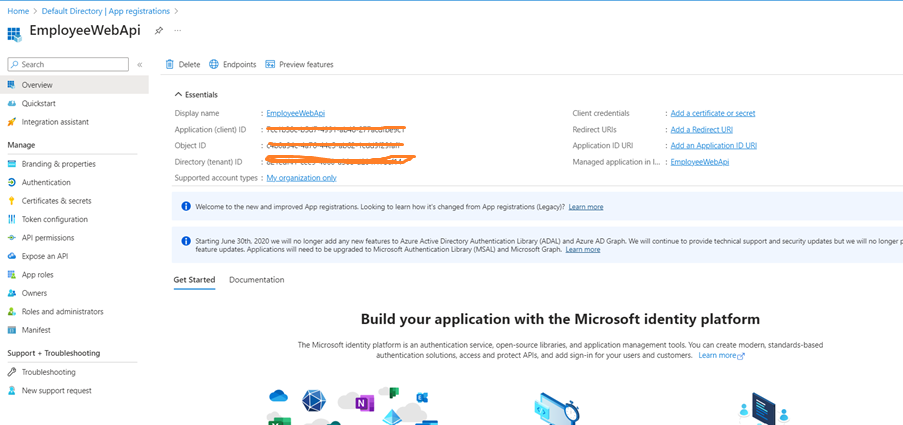 Home > Default Directory | App registrations >
EmployeeWebApi
...
Search
«
Overview
Quickstart
Integration assistant
Manage
Branding & properties
Authentication
Certificates & secrets
Token configuration
API permissions
Expose an API
App roles
Owners
Roles and administrators
Manifest
Support + Troubleshooting
Troubleshooting
New support request
Delete Endpoints Preview features
Essentials
Display name : EmployeeWebApi
Application (client) ID :
Object ID :
Directory (tenant) ID :
Supported account types : My organization only
Client credentials : Add a certificate or secret
Redirect URIs : Add a Redirect URI
Application ID URI : Add an Application ID URI
Managed application in l... : EmployeeWebApi
Welcome to the new and improved App registrations. Looking to learn how it's changed from App registrations (Legacy)? Learn more
Starting June 30th, 2020 we will no longer add any new features to Azure Active Directory Authentication Library (ADAL) and Azure AD Graph. We will continue to provide technical support and security updates but we will no longer p
feature updates. Applications will need to be upgraded to Microsoft Authentication Library (MSAL) and Microsoft Graph. Learn more
Get Started Documentation
Build your application with the Microsoft identity platform
The Microsoft identity platform is an authentication service, open-source libraries, and application management tools. You can create modern, standards-based
authentication solutions, access and protect APIs, and add sign-in for your users and customers. Learn more